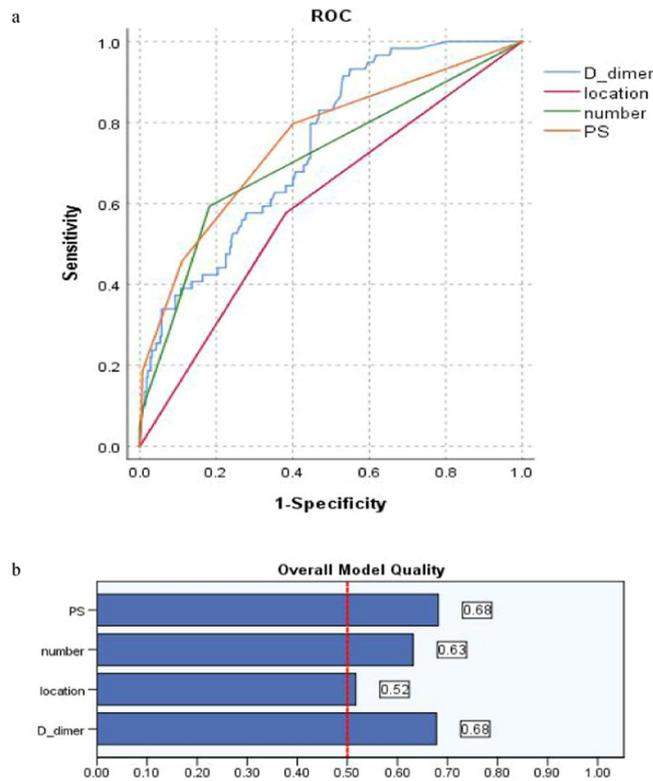 a
ROC
1.0
0.8
0.6
0.4
0.2
0.0
Sensitivity
0.0 0.2 0.4 0.6 0.8 1.0
1-Specificity
D_dimer
location
number
PS
b
Overall Model Quality
PS 0.68
number 0.63
location 0.52
D_dimer 0.68
0.00 0.10 0.20 0.30 0.40 0.50 0.60 0.70 0.80 0.90 1.00